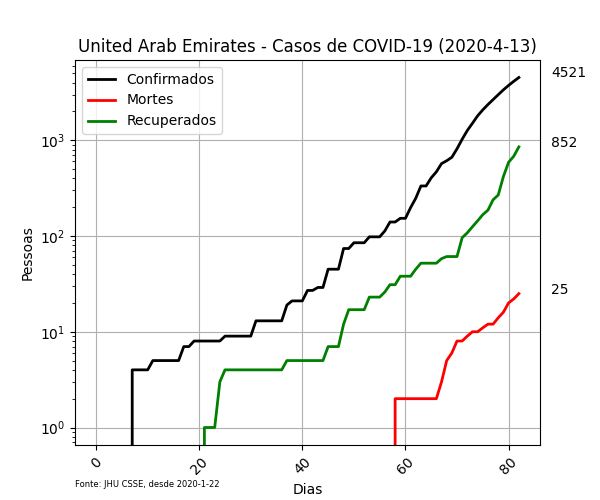 United Arab Emirates - Casos de COVID-19 (2020-4-13)
Confirmados
Mortes
Recuperados
4521
852
25
Pessoas
10³
10²
10¹
10⁰
0
20
40
60
80
Dias
Fonte: JHU CSSE, desde 2020-1-22